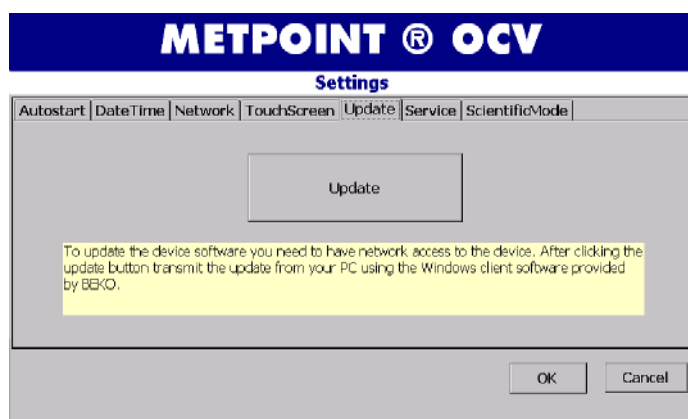 METPOINT ® OCV
Settings
Autostart DateTime Network TouchScreen Update Service ScientificMode
Update
To update the device software you need to have network access to the device. After clicking the
update button transmit the update from your PC using the Windows client software provided
by BEKO.
OK Cancel